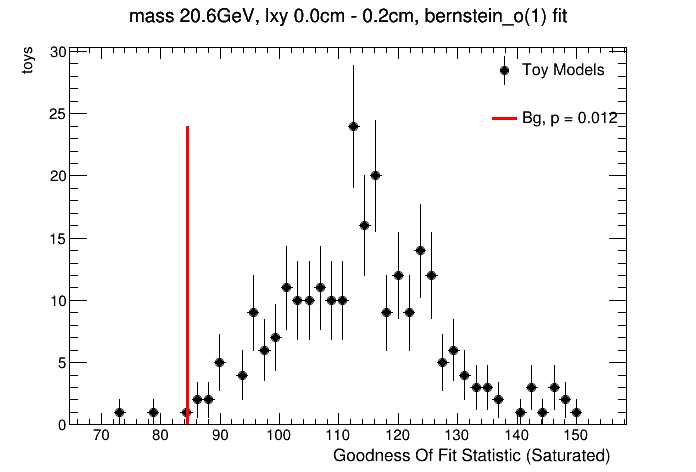 mass 20.6GeV, lxy 0.0cm - 0.2cm, bernstein_o(1) fit
toys
30
25
20
15
10
5
0
Toy Models
Bg, p = 0.012
70 80 90 100 110 120 130 140 150
Goodness Of Fit Statistic (Saturated)